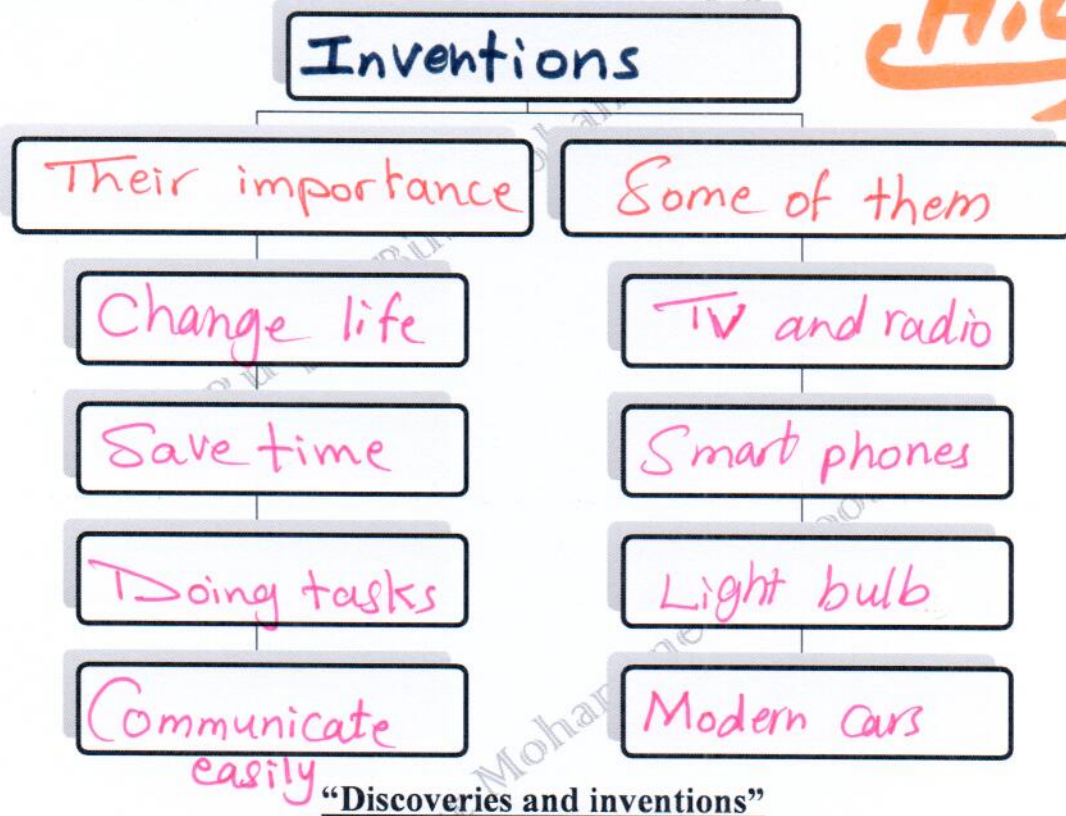 Inventions
Their importance
Some of them
Change life
TV and radio
Save time
Smart phones
Doing tasks
Light bulb
Communicate
easily
Modern cars
“Discoveries and inventions”